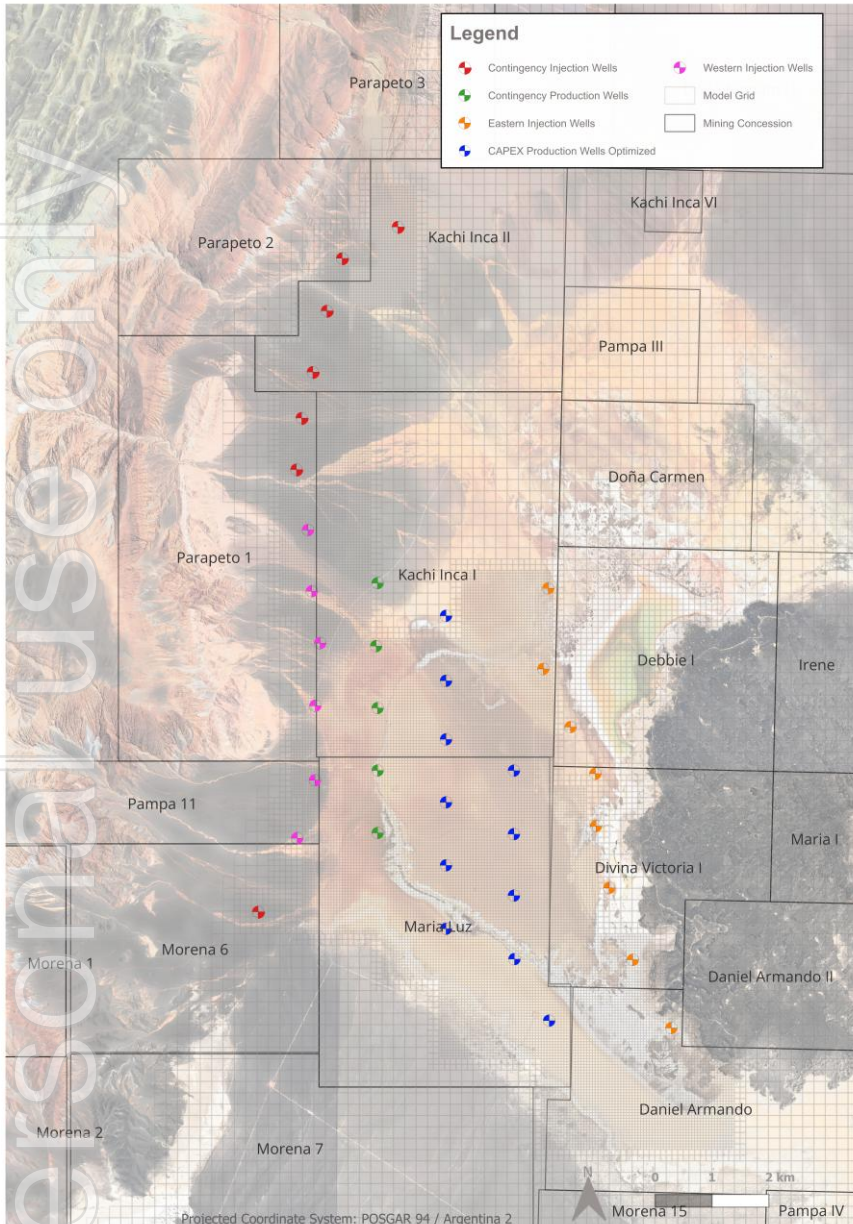 Legend
Contingency Injection Wells
Western Injection Wells
Contingency Production Wells
Model Grid
Eastern Injection Wells
Mining Concession
CAPEX Production Wells Optimized
Parapeto 3
Kachi Inca VI
Parapeto 2
Kachi Inca II
Pampa III
Doña Carmen
Parapeto 1
Kachi Inca I
Debbie I
Irene
Pampa 11
Maria I
Divina Victoria I
Maria Luz
Morena 6
Morena 1
Daniel Armando II
Daniel Armando
Morena 2
Morena 7
N
0 1 2 km
Morena 15
Pampa IV
Projected Coordinate System: POSGAR 94 / Argentina 2
ersonal use only